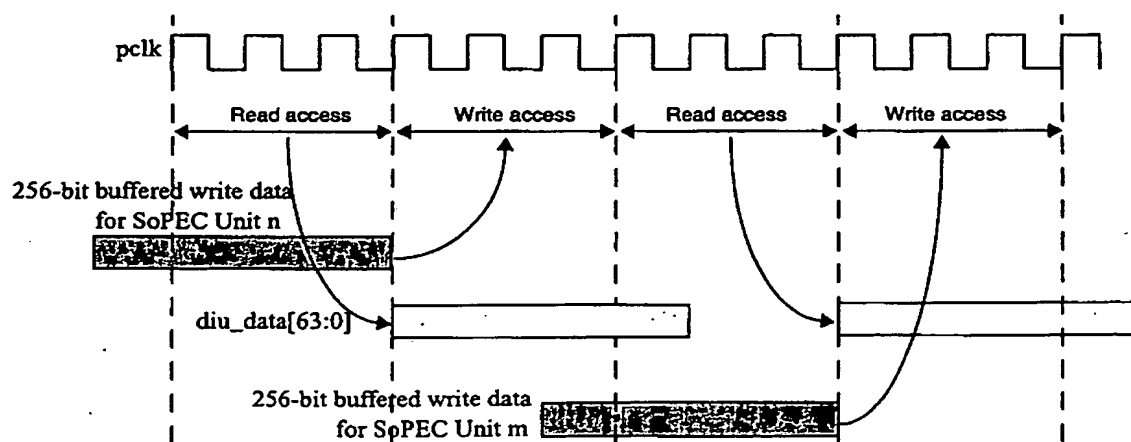 pclk
Read access Write access Read access Write access
256-bit buffered write data
for SoPEC Unit n
diu_data[63:0]
256-bit buffered write data
for SoPEC Unit m